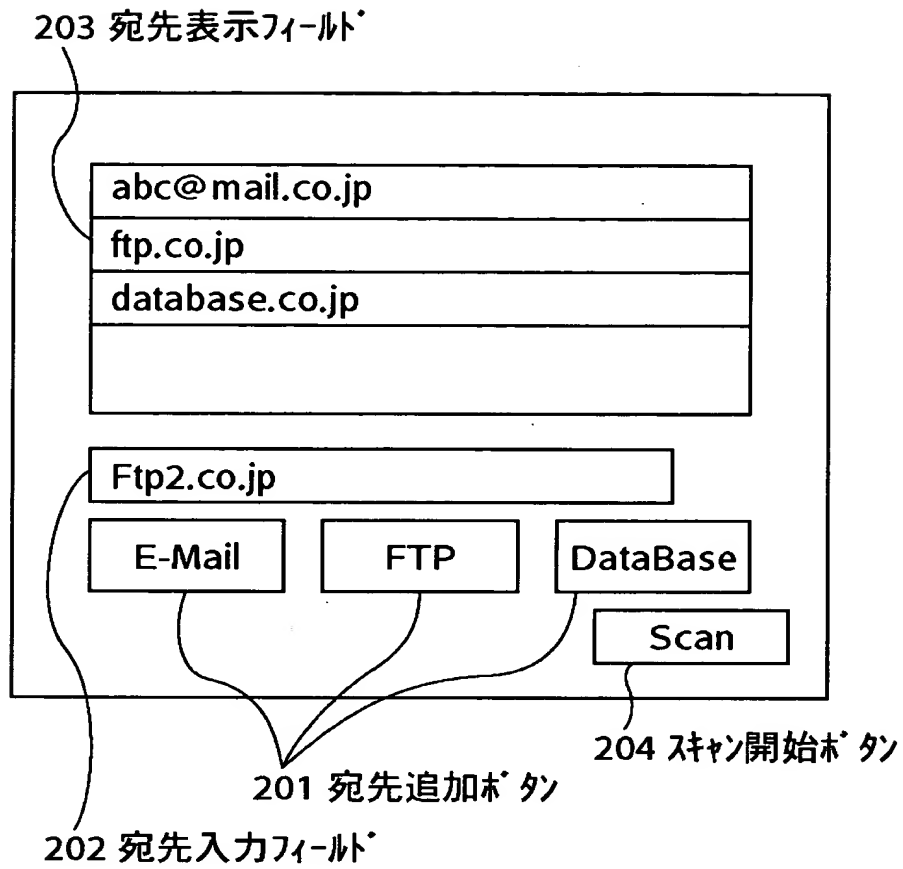 203 宛先表示フィールド
abc@mail.co.jp
ftp.co.jp
database.co.jp
Ftp2.co.jp
E-Mail FTP DataBase
Scan
204 スキャン開始ボタン
201 宛先追加ボタン
202 宛先入力フィールド